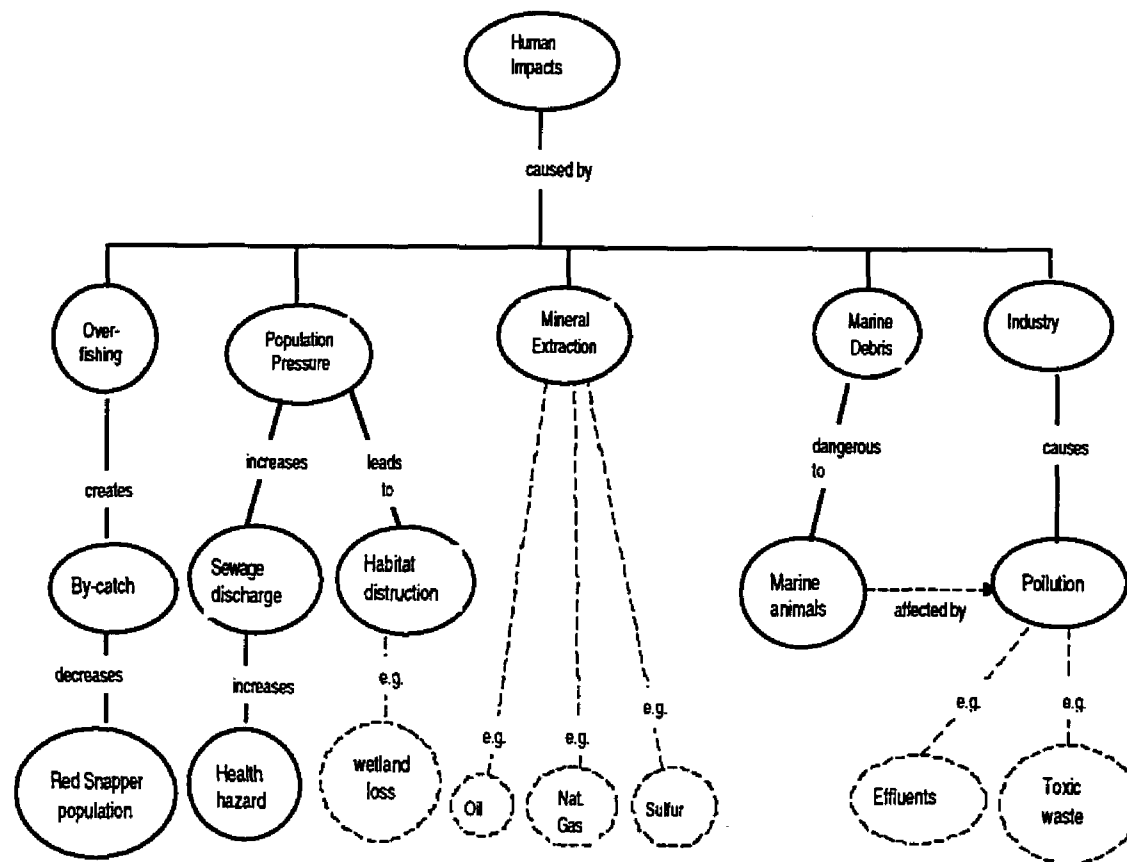 Human
Impacts
caused by
Over-
fishing
Population
Pressure
Mineral
Extraction
Marine
Debris
Industry
increases
leads
to
dangerous
to
causes
creates
By-catch
Sewage
discharge
Habitat
distruction
Marine
animals
affected by
Pollution
decreases
increases
e.g.
e.g.
e.g.
e.g.
e.g.
e.g.
Red Snapper
population
Health
hazard
wetland
loss
Oil
Nat.
Gas
Sulfur
Effluents
Toxic
waste